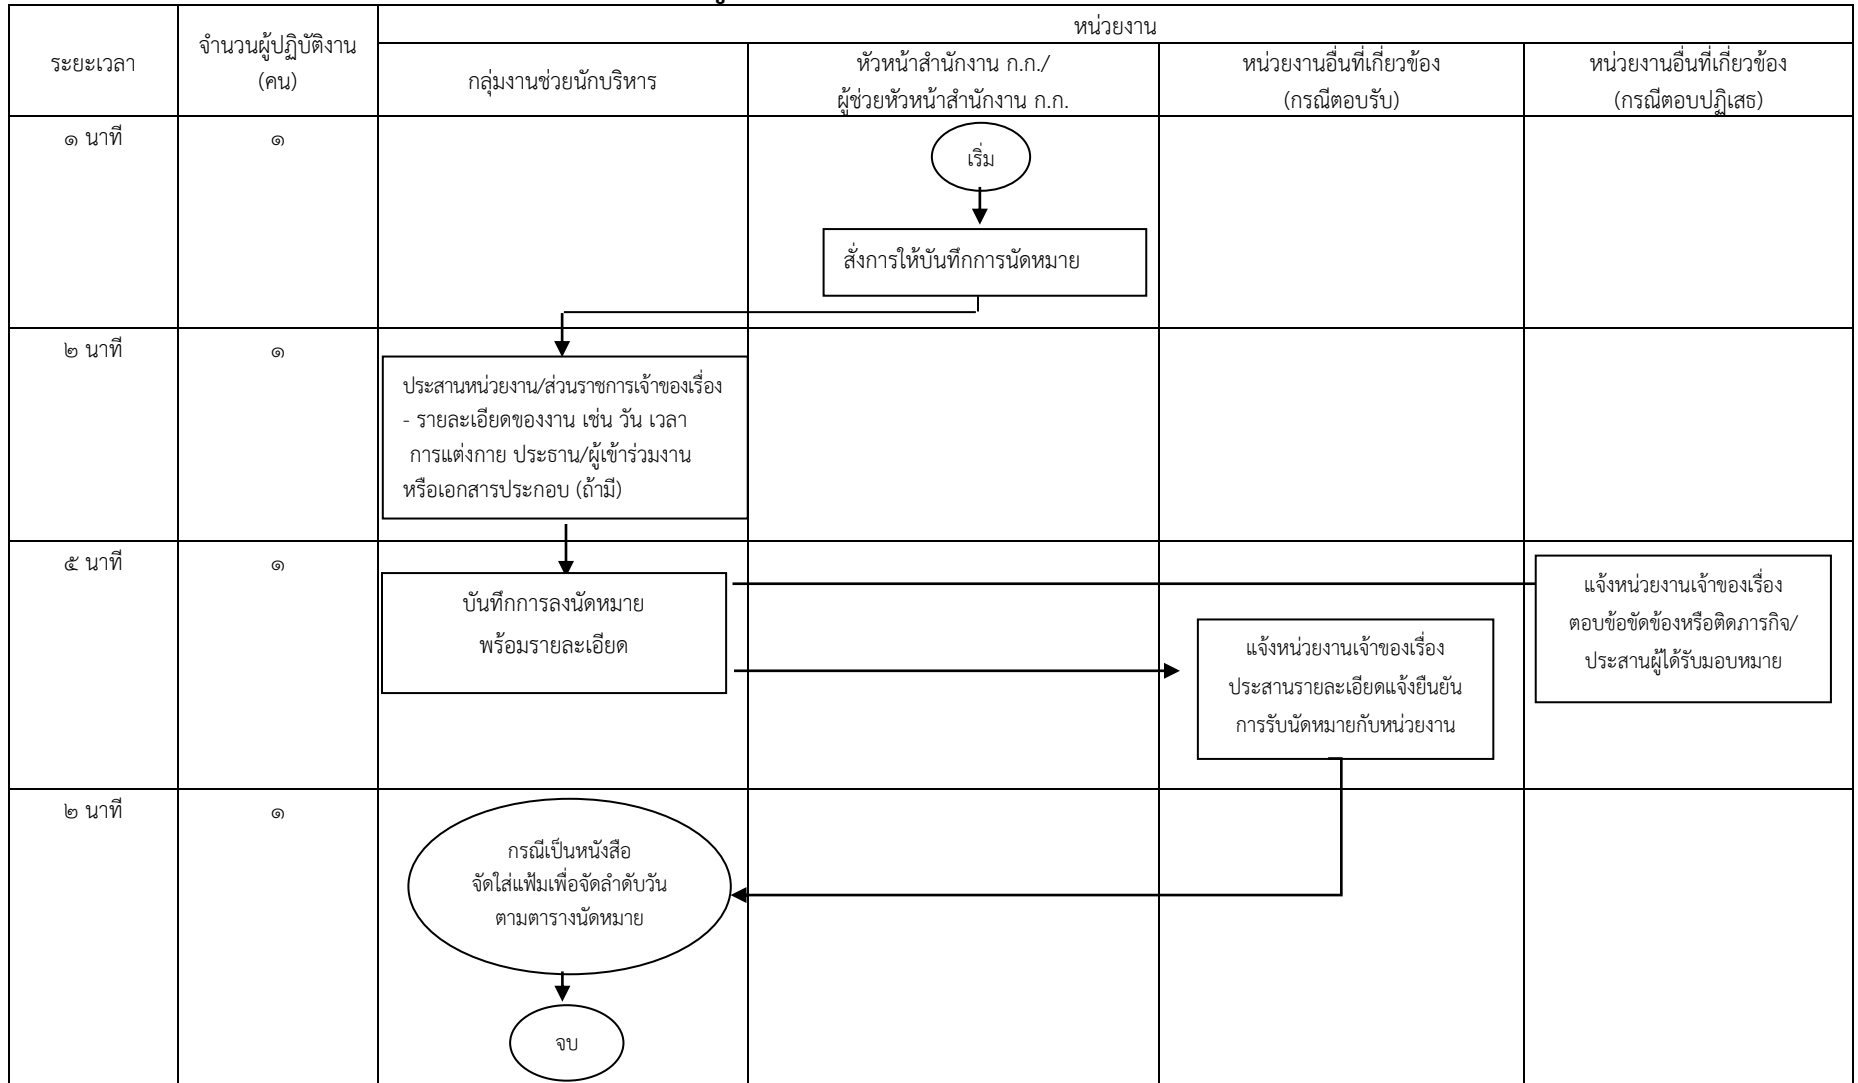 หน่วยงาน
ระยะเวลา
จำนวนผู้ปฏิบัติงาน
(คน)
กลุ่มงานช่วยนักบริหาร
หัวหน้าสำนักงาน ก.ก./
ผู้ช่วยหัวหน้าสำนักงาน ก.ก.
หน่วยงานอื่นที่เกี่ยวข้อง
(กรณีตอบรับ)
หน่วยงานอื่นที่เกี่ยวข้อง
(กรณีตอบปฏิเสธ)
๑ นาที
๑
เริ่ม
สั่งการให้บันทึกการนัดหมาย
๒ นาที
๑
ประสานหน่วยงาน/ส่วนราชการเจ้าของเรื่อง
- รายละเอียดของงาน เช่น วัน เวลา
การแต่งกาย ประธาน/ผู้เข้าร่วมงาน
หรือเอกสารประกอบ (ถ้ามี)
๕ นาที
๑
บันทึกการลงนัดหมาย
พร้อมรายละเอียด
แจ้งหน่วยงานเจ้าของเรื่อง
ประสานรายละเอียดแจ้งยืนยัน
การรับนัดหมายกับหน่วยงาน
แจ้งหน่วยงานเจ้าของเรื่อง
ตอบข้อขัดข้องหรือติดภารกิจ/
ประสานผู้ได้รับมอบหมาย
๒ นาที
๑
กรณีเป็นหนังสือ
จัดใส่แฟ้มเพื่อจัดลำดับวัน
ตามตารางนัดหมาย
จบ